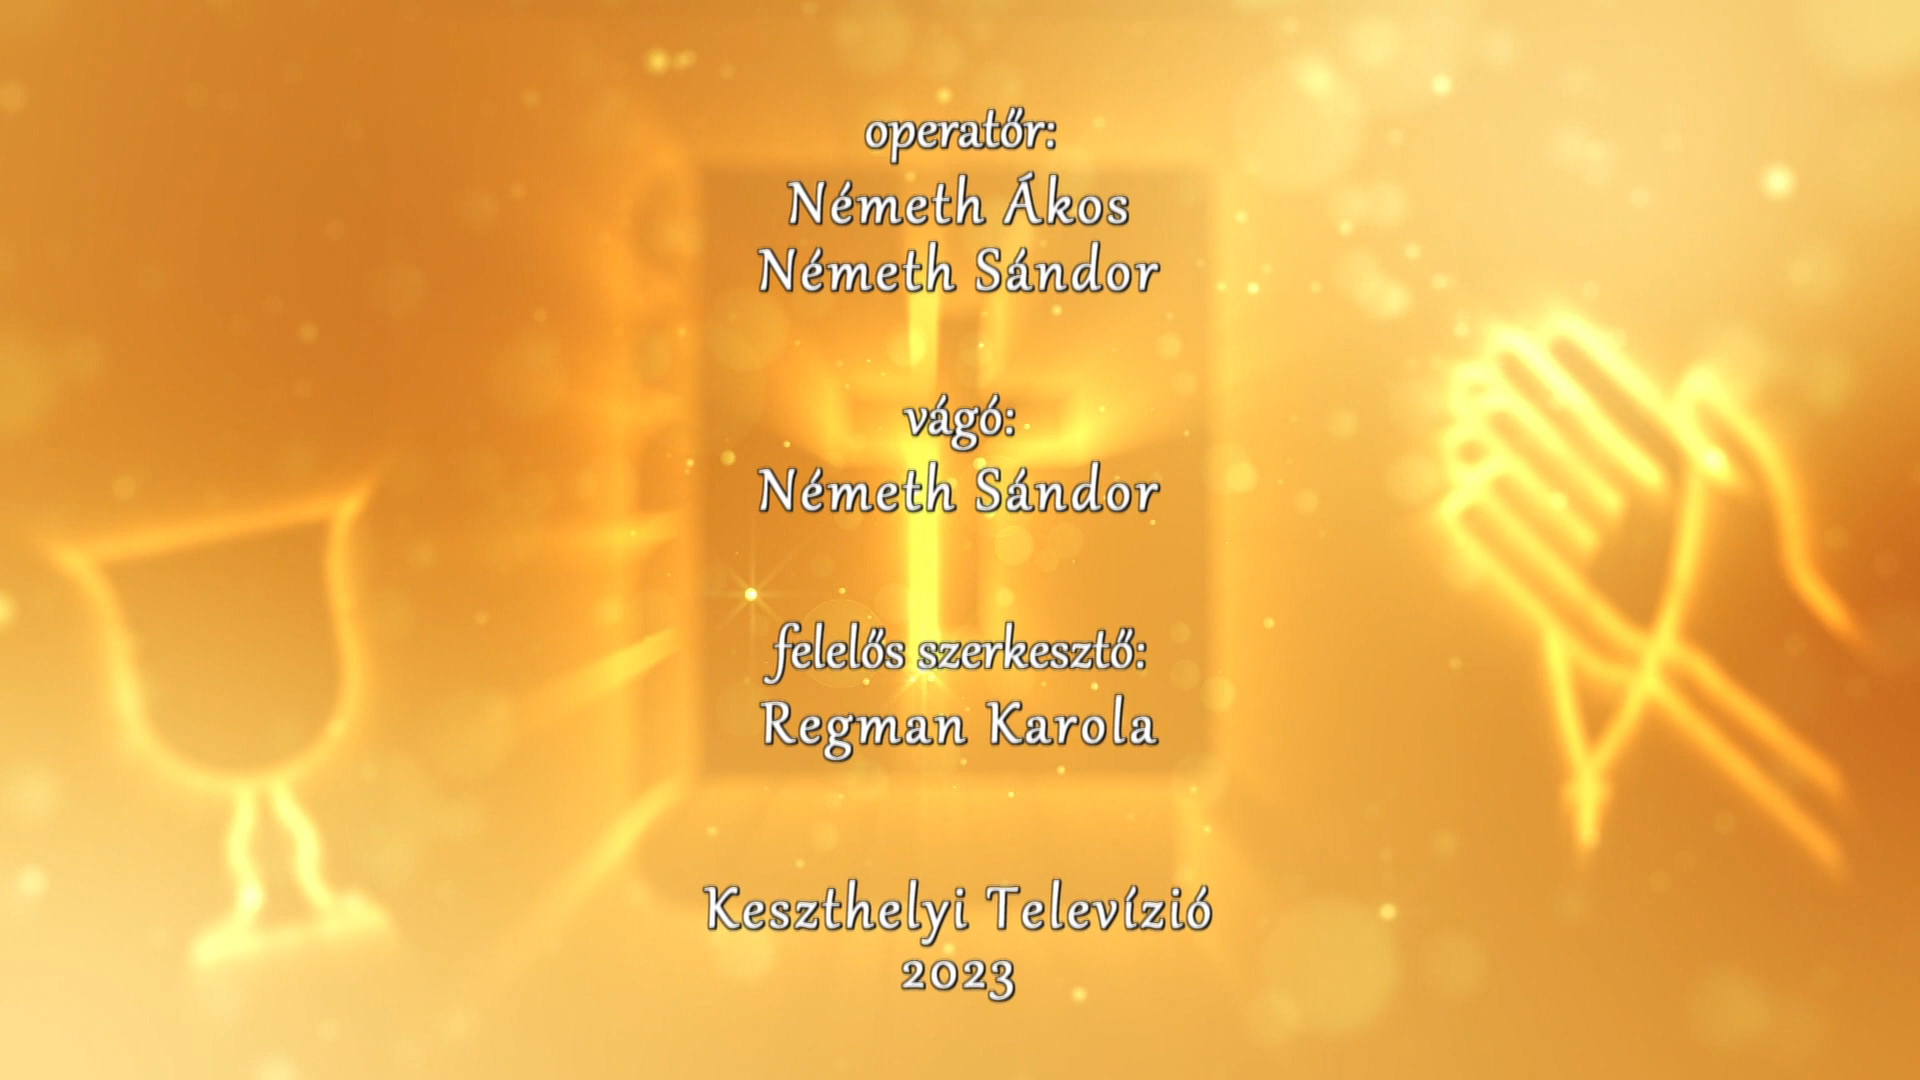 operatőr:
Németh Ákos
Németh Sándor
vágó:
Németh Sándor
felelős szerkesztő:
Regman Karola
Keszthelyi Televízió
2023